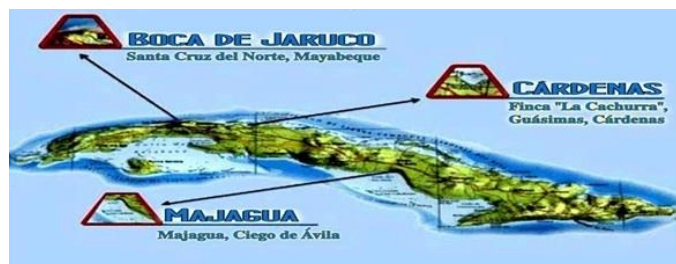 BOCA DE JARUCO
Santa Cruz del Norte, Mayabeque
CÁRDENAS
Finca "La Cachurra",
Guásimas, Cárdenas
MAJAGUA
Majagua, Ciego de Ávila